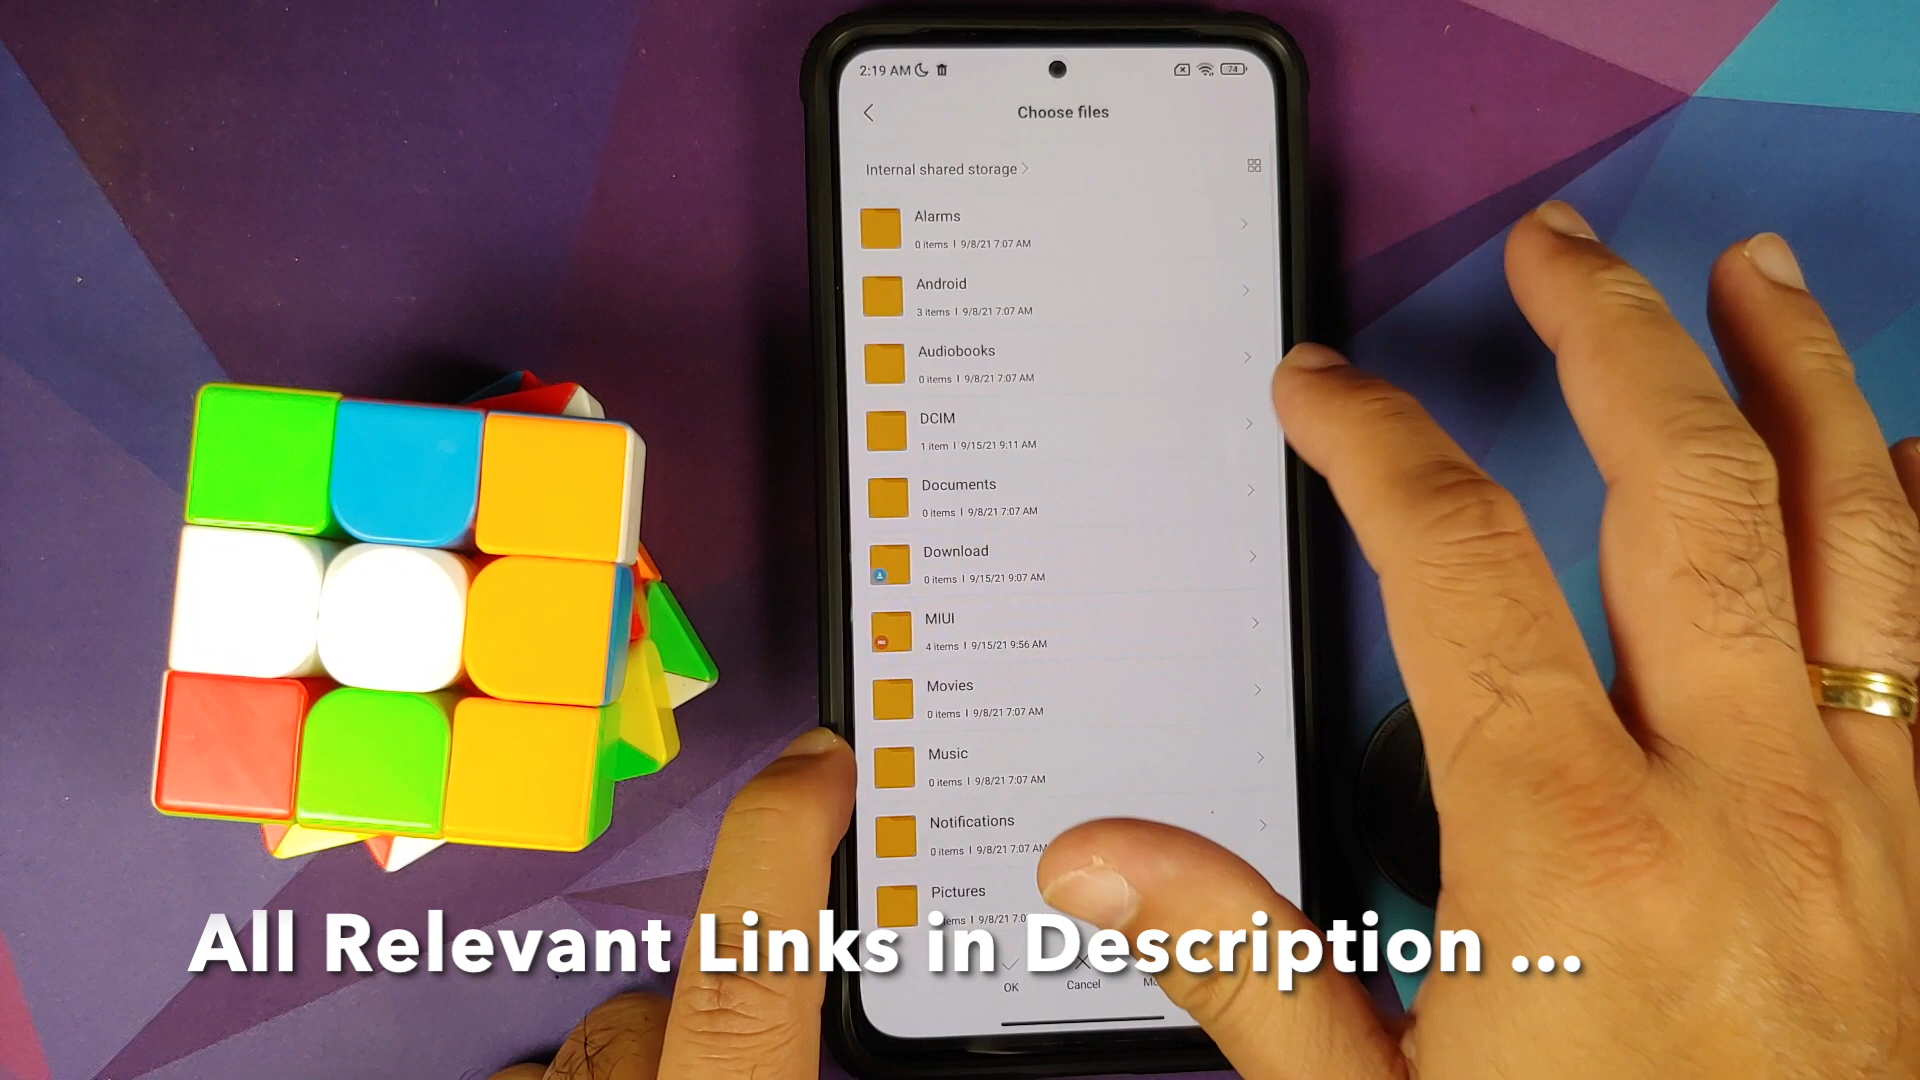 2:19 AM
74
Choose files
Internal shared storage
Alarms
0 items | 9/8/21 7:07 AM
Android
3 items | 9/8/21 7:07 AM
Audiobooks
0 items | 9/8/21 7:07 AM
DCIM
1 item | 9/15/21 9:11 AM
Documents
0 items | 9/8/21 7:07 AM
Download
0 items | 9/15/21 9:07 AM
MIUI
4 items | 9/15/21 9:56 AM
Movies
0 items | 9/8/21 7:07 AM
Music
0 items | 9/8/21 7:07 AM
Notifications
0 items | 9/8/21 7:07 AM
Pictures
9/8/21
All Relevant Links in Description ...
OK
Cancel